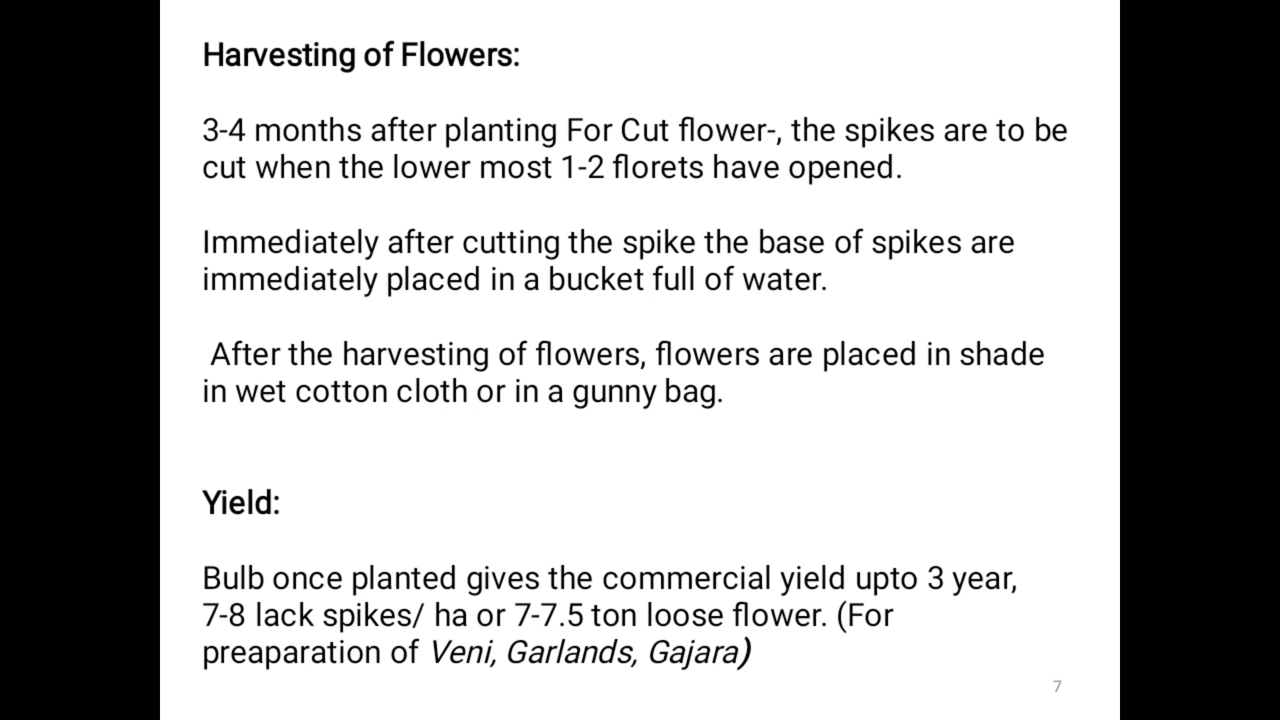 Harvesting of Flowers:
3-4 months after planting For Cut flower-, the spikes are to be
cut when the lower most 1-2 florets have opened.
Immediately after cutting the spike the base of spikes are
immediately placed in a bucket full of water.
After the harvesting of flowers, flowers are placed in shade
in wet cotton cloth or in a gunny bag.
Yield:
Bulb once planted gives the commercial yield upto 3 year,
7-8 lack spikes/ ha or 7-7.5 ton loose flower. (For
preaparation of Veni, Garlands, Gajara)
7